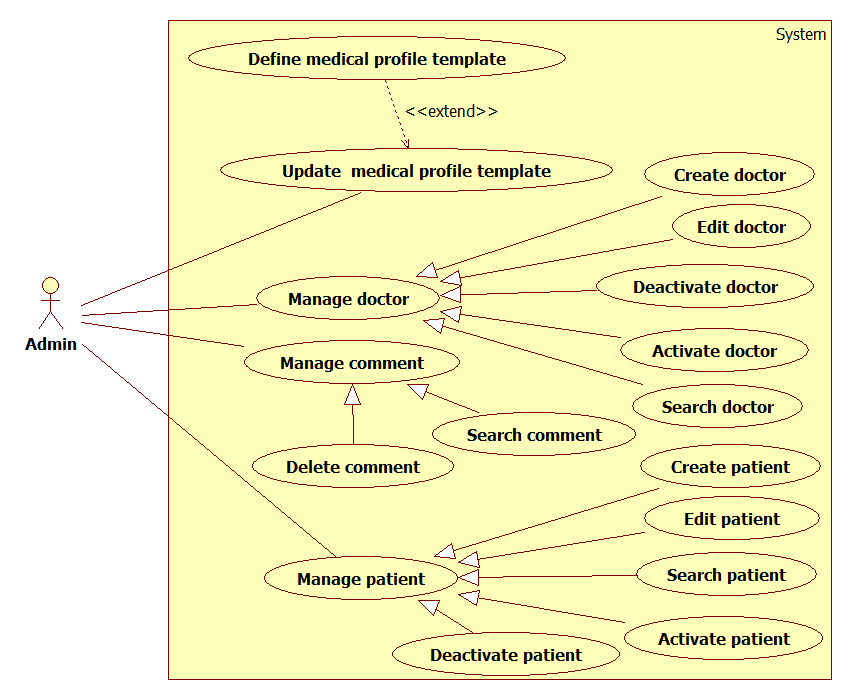 System
Define medical profile template
<<extend>>
Update  medical profile template
Create doctor
Edit doctor
Deactivate doctor
Manage doctor
Admin
Activate doctor
Manage comment
Search doctor
Search comment
Delete comment
Create patient
Edit patient
Search patient
Manage patient
Activate patient
Deactivate patient